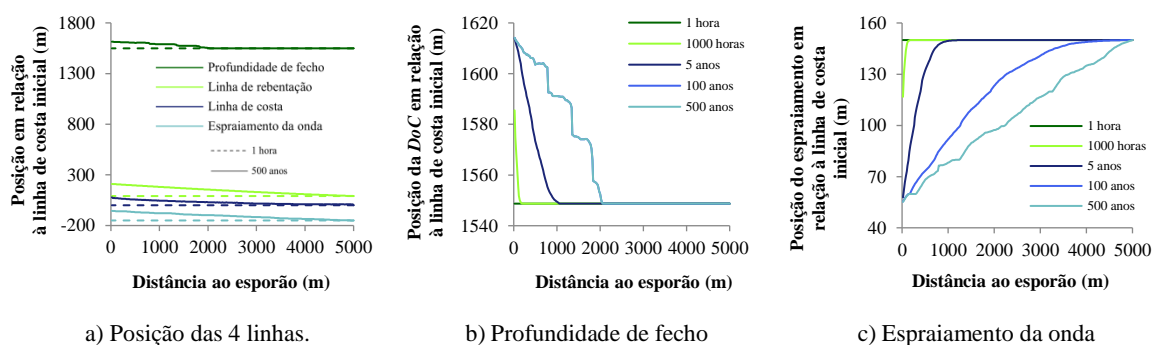 Posição em relação
à linha de costa inicial (m)
1800
1300
800
300
-200
Profundidade de fecho
Linha de rebentação
Linha de costa
Espraiamento da onda
1 hora
500 anos
0 1000 2000 3000 4000 5000
Distância ao esporão (m)
a) Posição das 4 linhas.
Posição da DoC em relação
à linha de costa inicial (m)
1620
1600
1580
1560
1540
1 hora
1000 horas
5 anos
100 anos
500 anos
0 1000 2000 3000 4000 5000
Distância ao esporão (m)
b) Profundidade de fecho
Posição do espraiamento em
relação à linha de costa
inicial (m)
160
130
100
70
40
1 hora
1000 horas
5 anos
100 anos
500 anos
0 1000 2000 3000 4000 5000
Distância ao esporão (m)
c) Espraiamento da onda